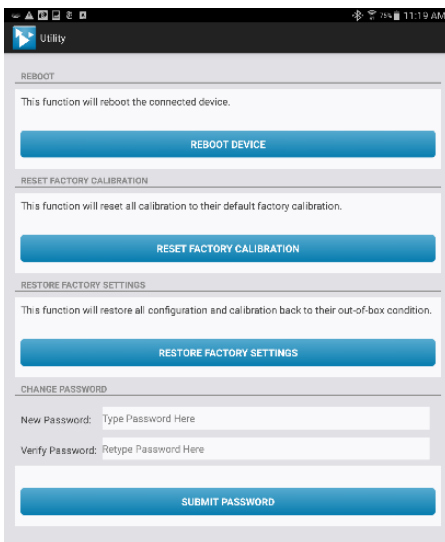 75% 11:19 AM
Utility
REBOOT
This function will reboot the connected device.
REBOOT DEVICE
RESET FACTORY CALIBRATION
This function will reset all calibration to their default factory calibration.
RESET FACTORY CALIBRATION
RESTORE FACTORY SETTINGS
This function will restore all configuration and calibration back to their out-of-box condition.
RESTORE FACTORY SETTINGS
CHANGE PASSWORD
New Password: Type Password Here
Verify Password: Retype Password Here
SUBMIT PASSWORD